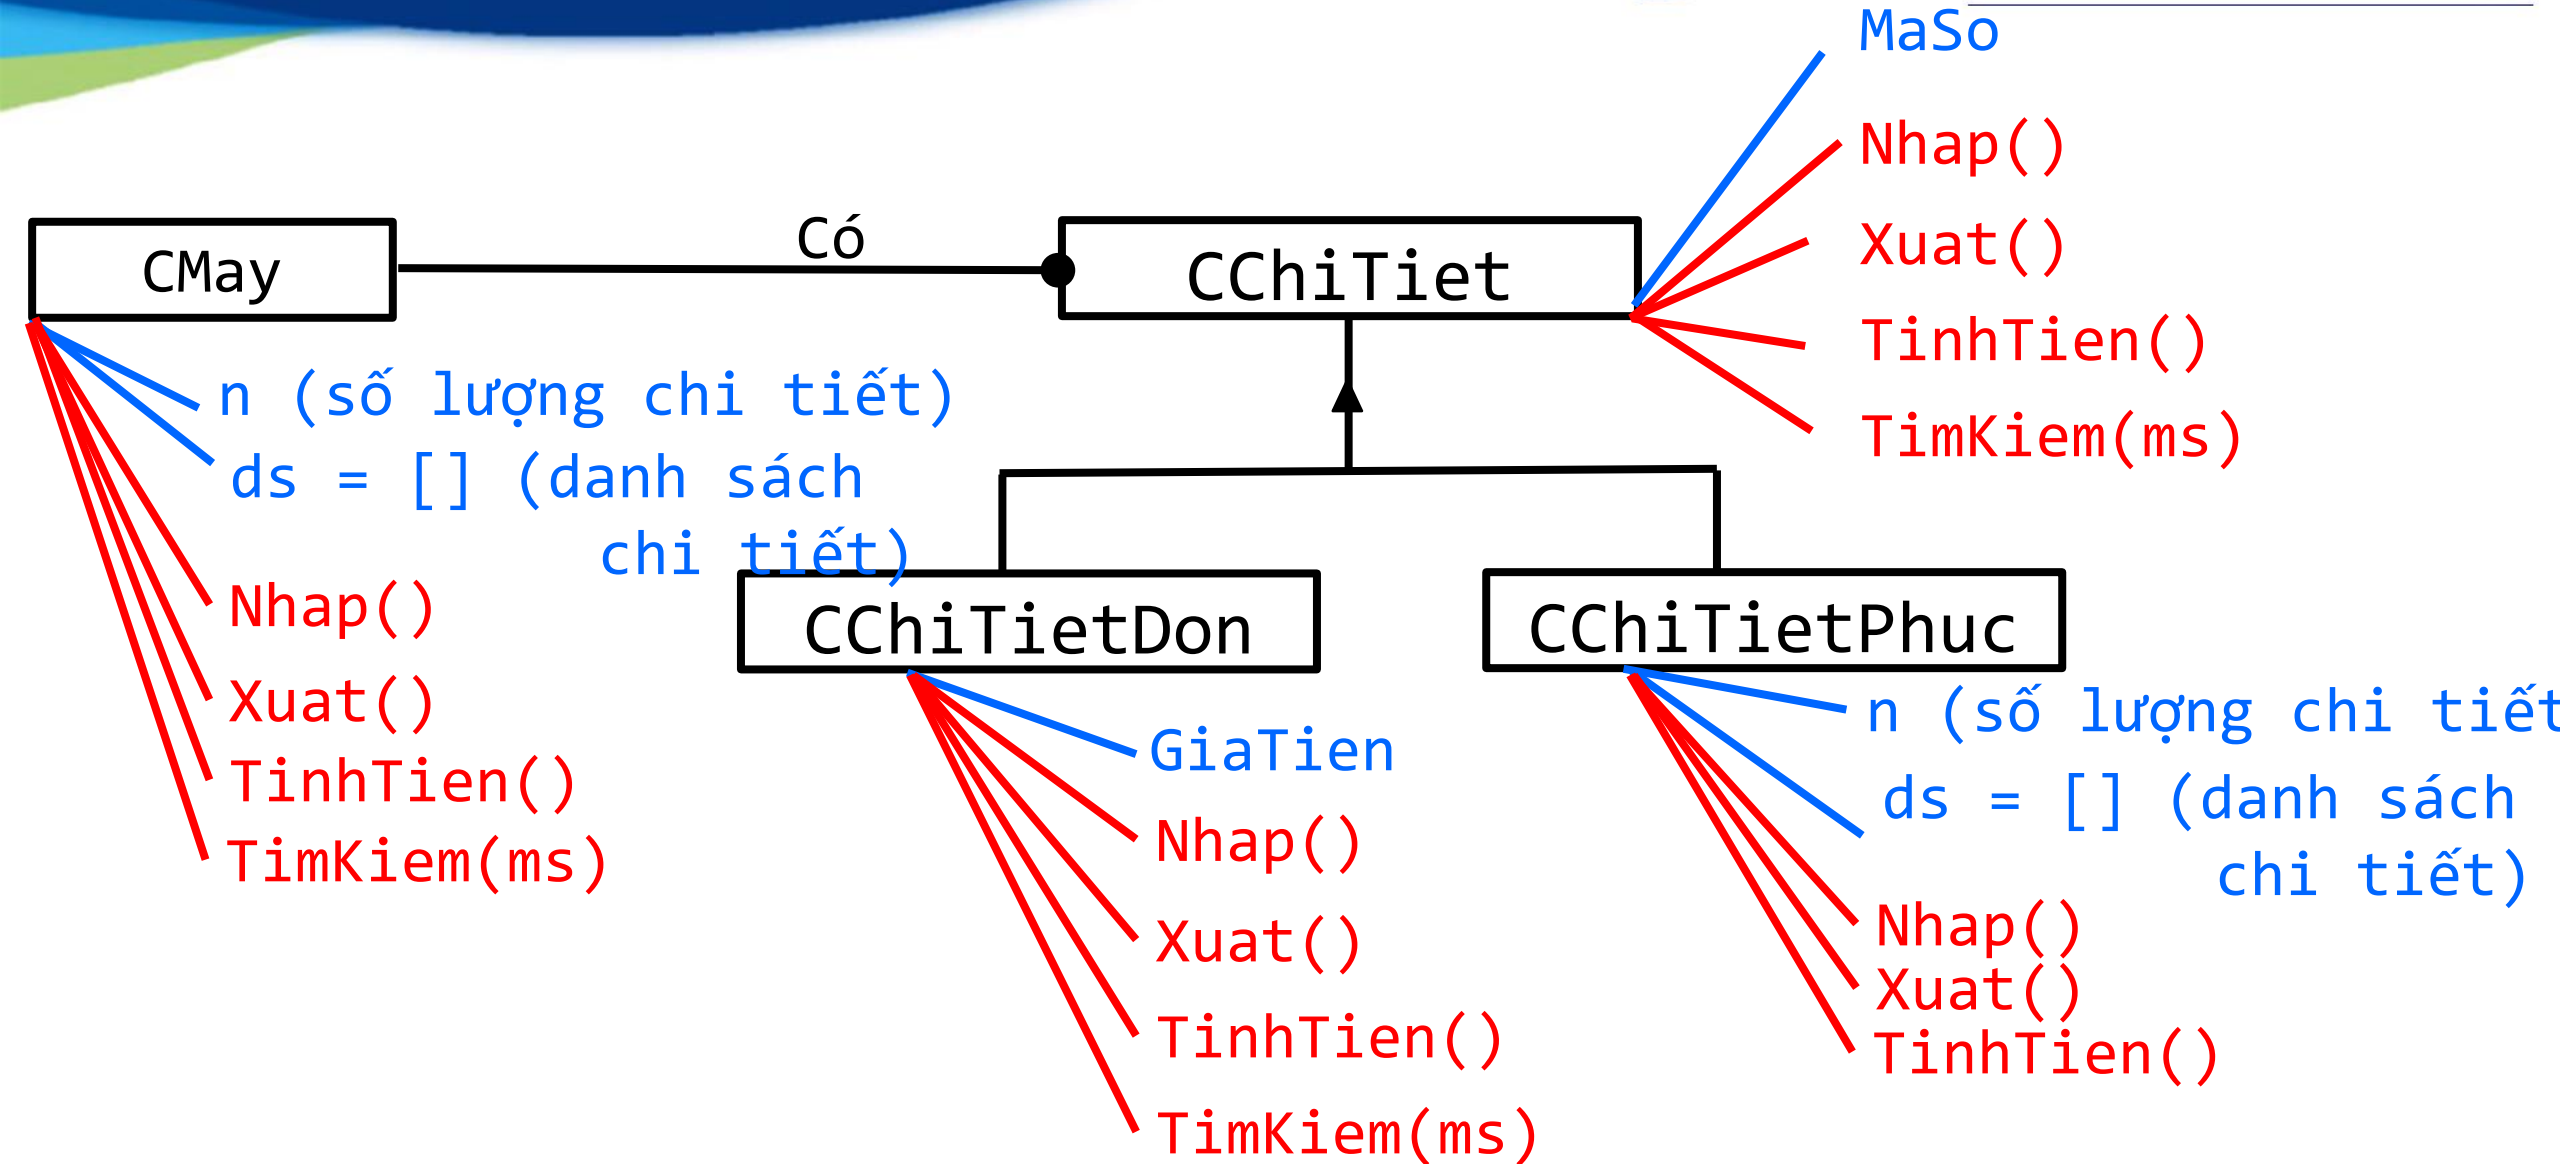 MaSo
Nhap()
Xuat()
TinhTien()
TimKiem(ms)
Có
CMay
CChiTiet
n (số lượng chi tiết)
ds = [] (danh sách
chi tiết)
Nhap()
Xuat()
TinhTien()
TimKiem(ms)
CChiTietDon
GiaTien
Nhap()
Xuat()
TinhTien()
TimKiem(ms)
CChiTietPhuc
n (số lượng chi tiết
ds = [] (danh sách
chi tiết)
Nhap()
Xuat()
TinhTien()